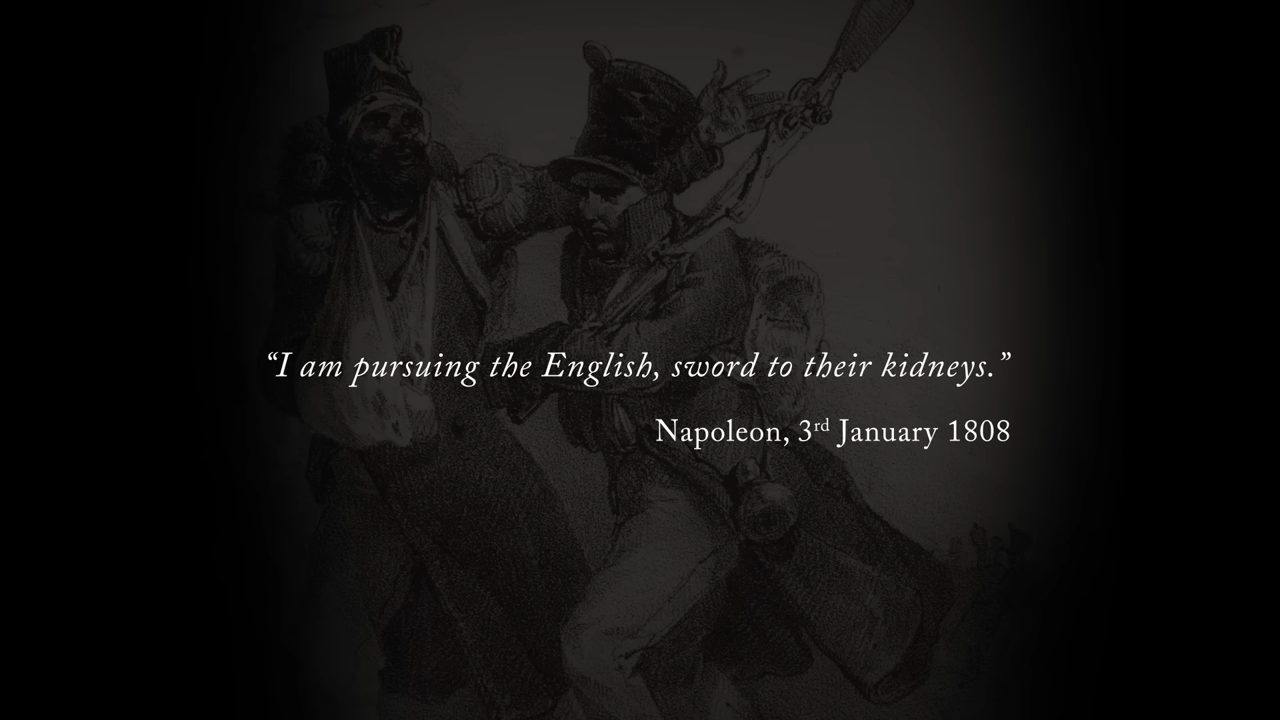 “I am pursuing the English, sword to their kidneys.”
Napoleon, 3rd January 1808